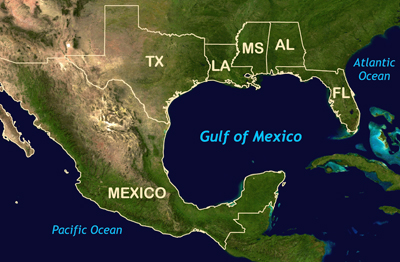 MS
AL
TX
LA
Atlantic
Ocean
FL
Gulf of Mexico
MEXICO
Pacific Ocean